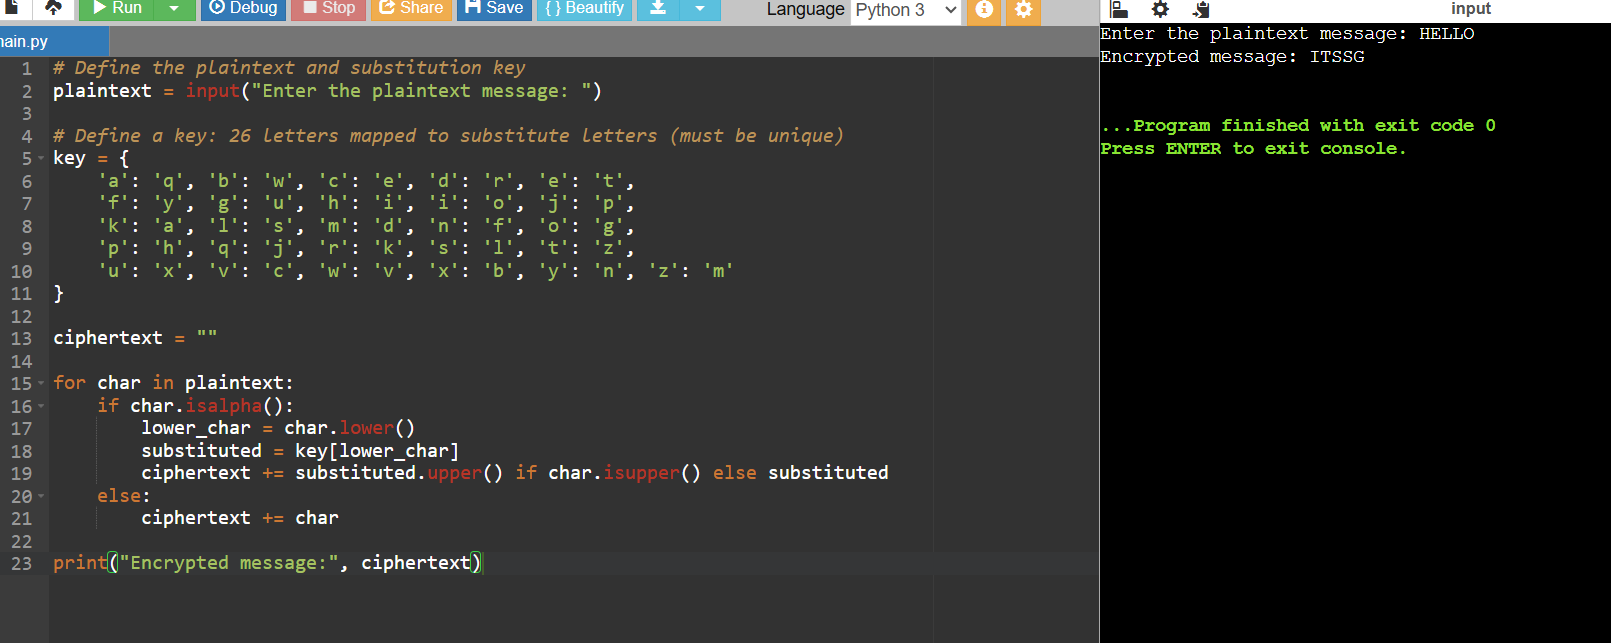 Run Debug Stop Share Save { } Beautify Language Python 3
input
main.py
1 # Define the plaintext and substitution key
2 plaintext = input("Enter the plaintext message: ")
3
4 # Define a key: 26 letters mapped to substitute letters (must be unique)
5 key = {
6     'a': 'q', 'b': 'w', 'c': 'e', 'd': 'r', 'e': 't',
7     'f': 'y', 'g': 'u', 'h': 'i', 'i': 'o', 'j': 'p',
8     'k': 'a', 'l': 's', 'm': 'd', 'n': 'f', 'o': 'g',
9     'p': 'h', 'q': 'j', 'r': 'k', 's': 'l', 't': 'z',
10     'u': 'x', 'v': 'c', 'w': 'v', 'x': 'b', 'y': 'n', 'z': 'm'
11 }
12
13 ciphertext = ""
14
15 for char in plaintext:
16     if char.isalpha():
17         lower_char = char.lower()
18         substituted = key[lower_char]
19         ciphertext += substituted.upper() if char.isupper() else substituted
20     else:
21         ciphertext += char
22
23 print("Encrypted message:", ciphertext)
Enter the plaintext message: HELLO
Encrypted message: ITSSG
...Program finished with exit code 0
Press ENTER to exit console.